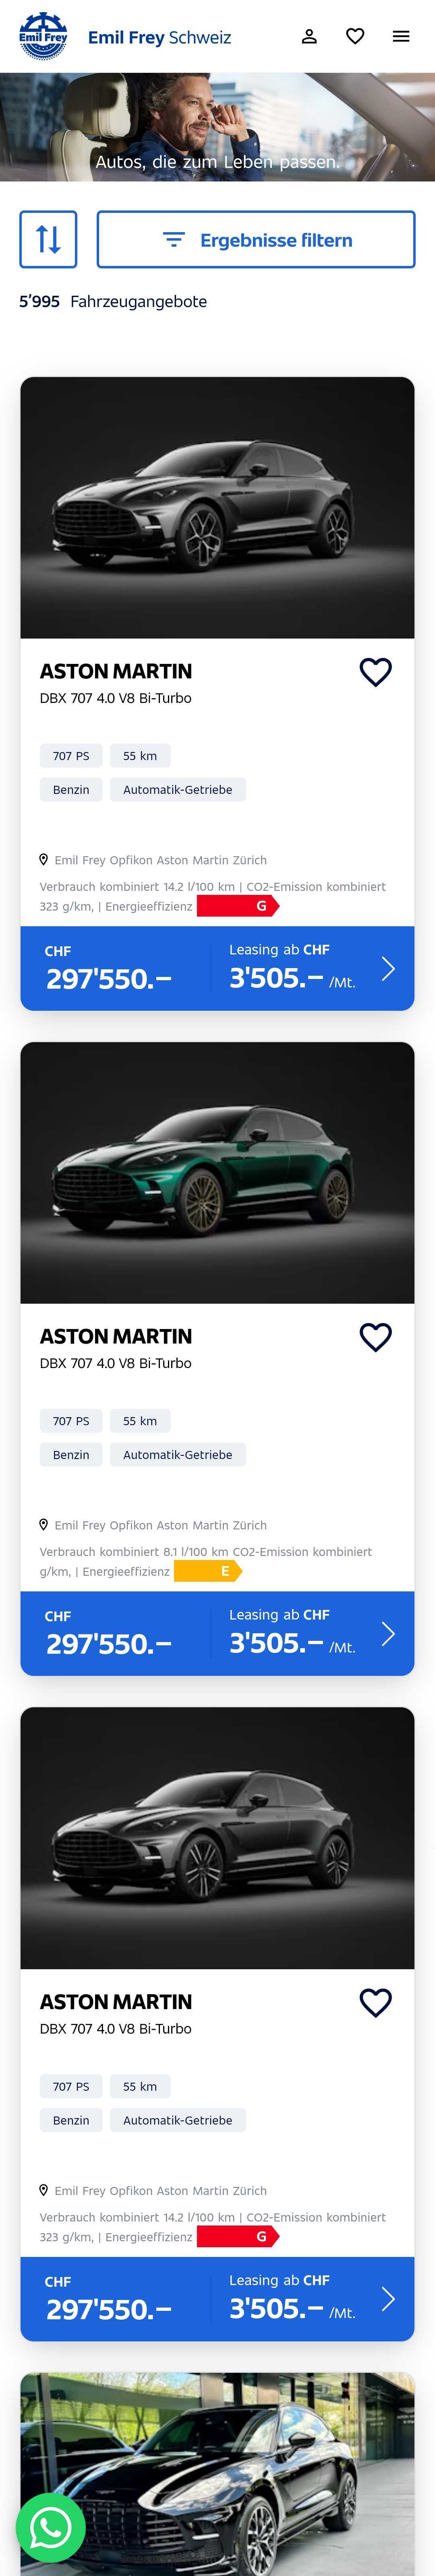 Emil Frey
Emil Frey Schweiz
Autos, die zum Leben passen.
Ergebnisse filtern
5'995 Fahrzeugangebote
ASTON MARTIN
DBX 707 4.0 V8 Bi-Turbo
707 PS 55 km
Benzin Automatik-Getriebe
Emil Frey Opfikon Aston Martin Zürich
Verbrauch kombiniert 14.2 l/100 km | CO2-Emission kombiniert
323 g/km, | Energieeffizienz G
CHF Leasing ab CHF
297'550.– 3'505.– /Mt.
ASTON MARTIN
DBX 707 4.0 V8 Bi-Turbo
707 PS 55 km
Benzin Automatik-Getriebe
Emil Frey Opfikon Aston Martin Zürich
Verbrauch kombiniert 8.1 l/100 km CO2-Emission kombiniert
g/km, | Energieeffizienz E
CHF Leasing ab CHF
297'550.– 3'505.– /Mt.
ASTON MARTIN
DBX 707 4.0 V8 Bi-Turbo
707 PS 55 km
Benzin Automatik-Getriebe
Emil Frey Opfikon Aston Martin Zürich
Verbrauch kombiniert 14.2 l/100 km | CO2-Emission kombiniert
323 g/km, | Energieeffizienz G
CHF Leasing ab CHF
297'550.– 3'505.– /Mt.